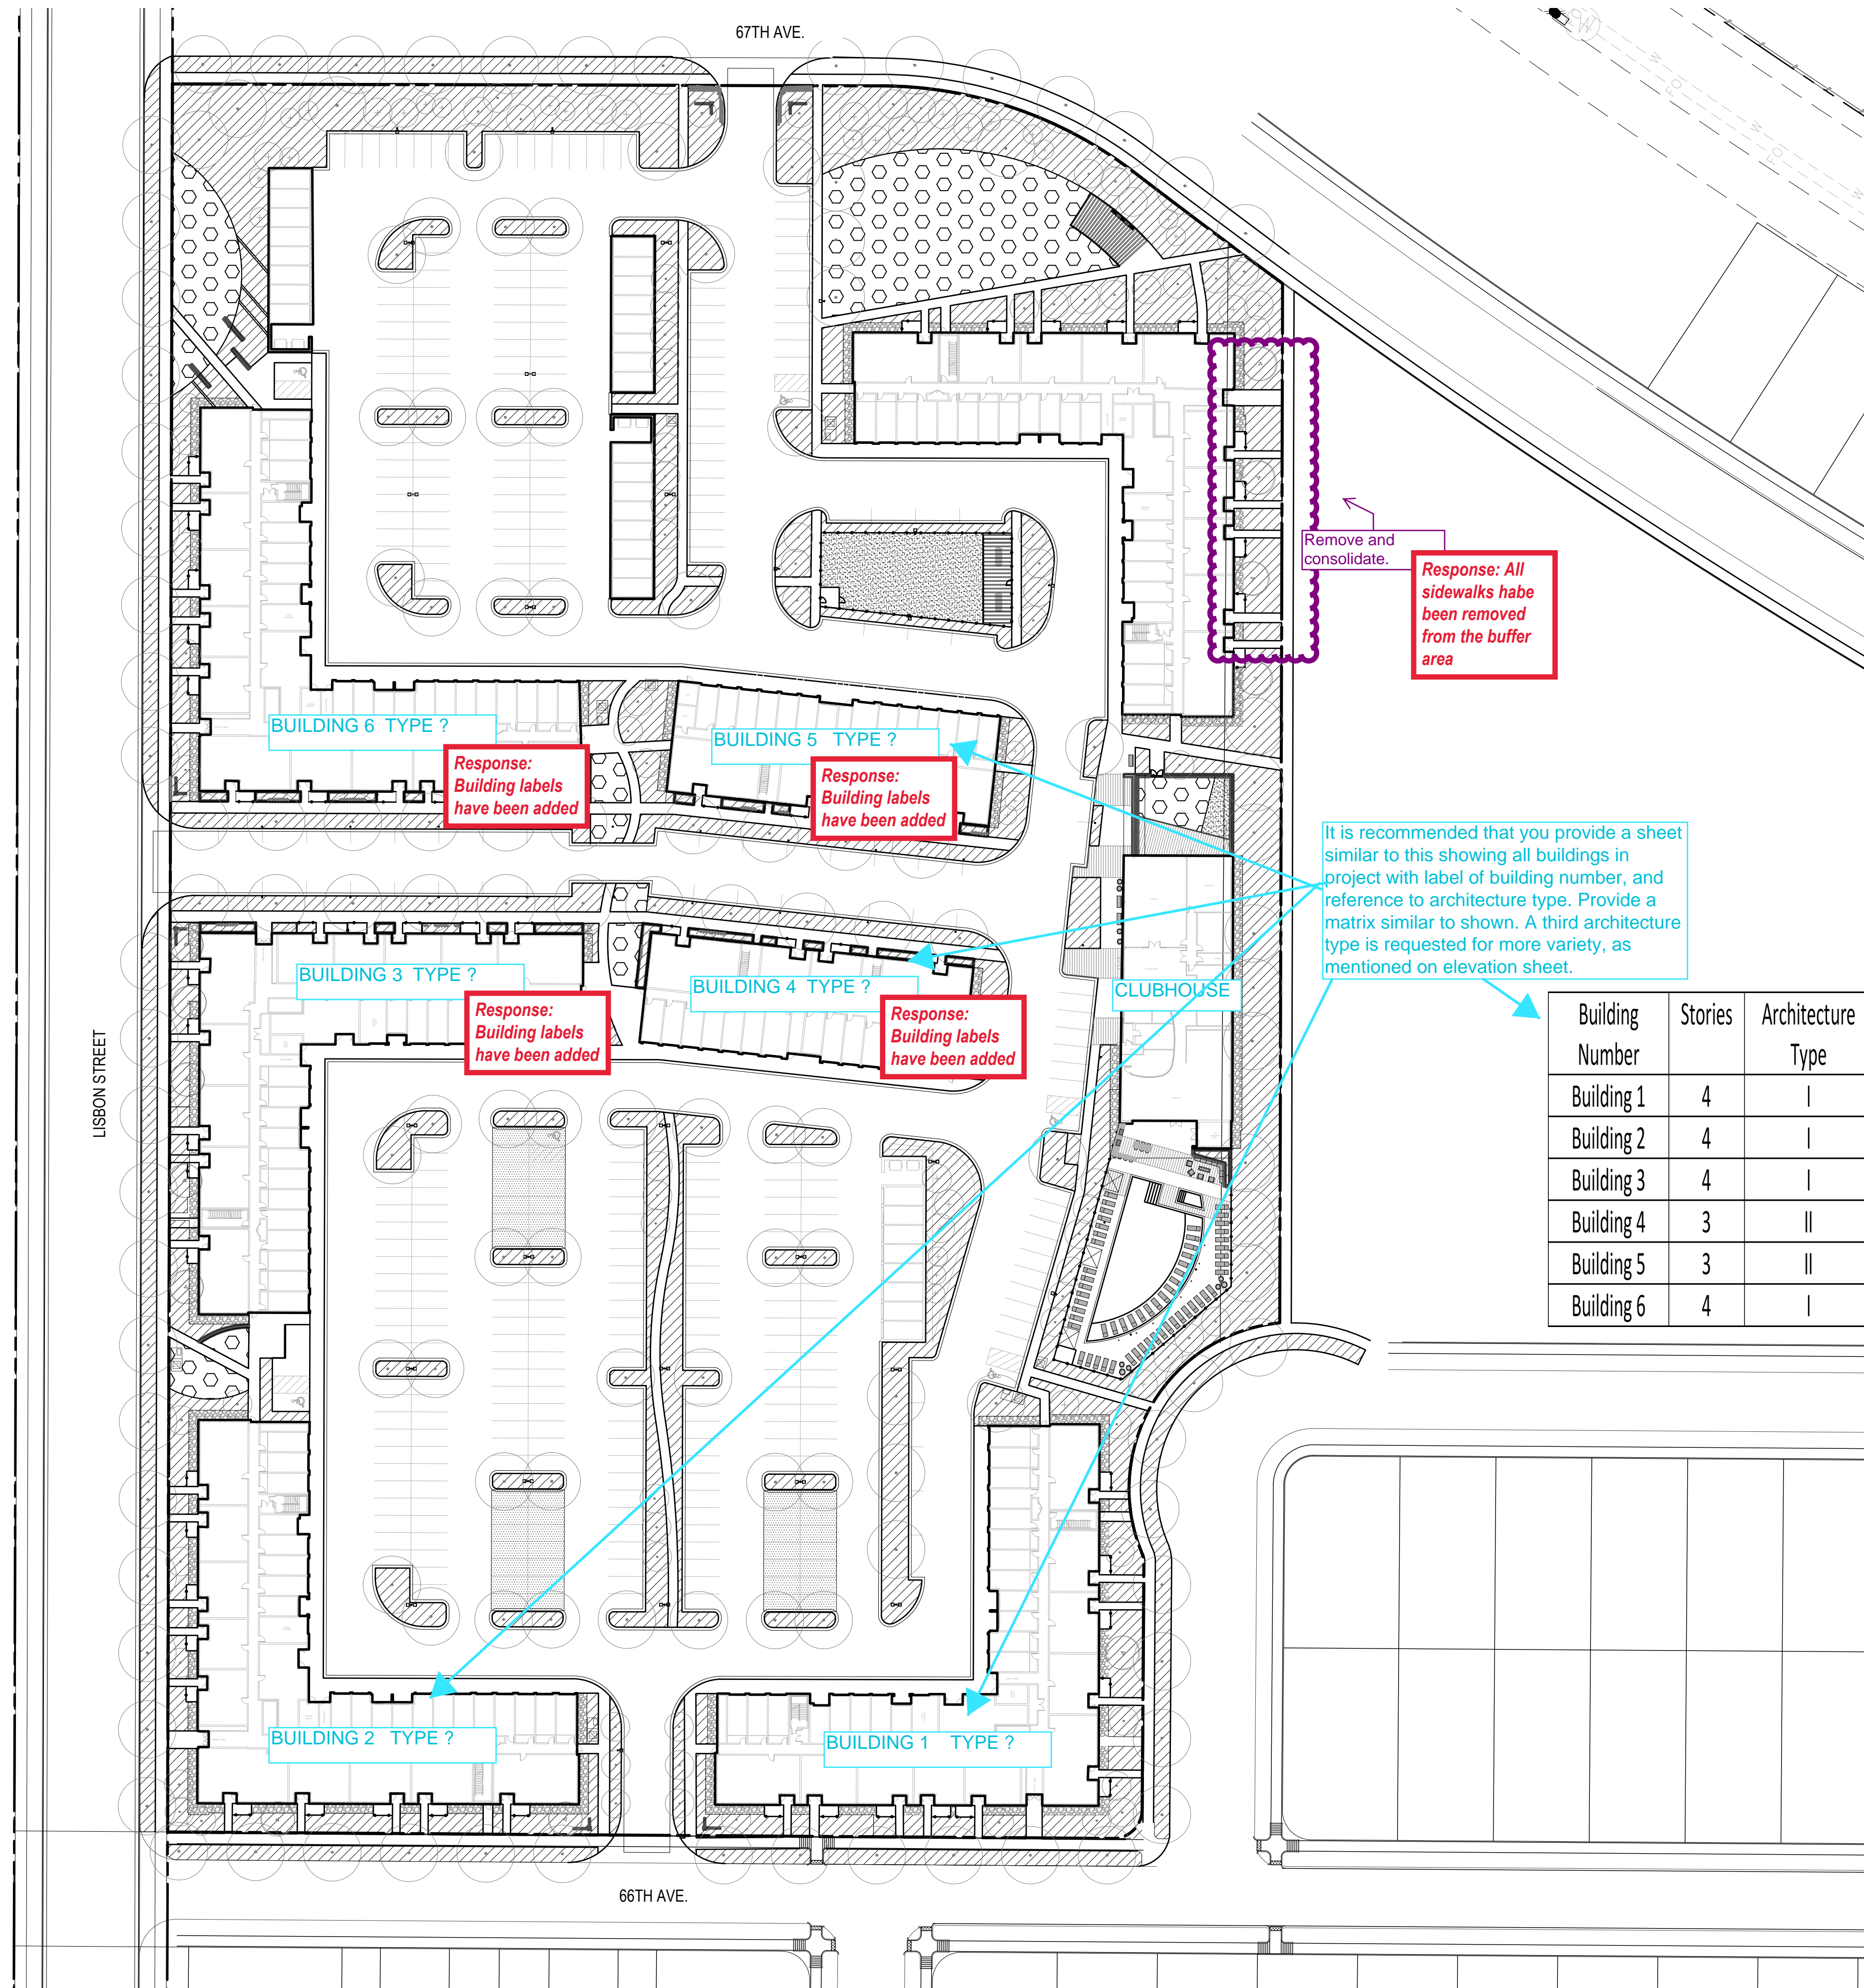 67TH AVE.
W
FO
W
FO
W
FO
W
Remove and
consolidate.
Response: All
sidewalks habe
been removed
from the buffer
area
BUILDING 6 TYPE ?
Response:
Building labels
have been added
BUILDING 5 TYPE ?
Response:
Building labels
have been added
It is recommended that you provide a sheet
similar to this showing all buildings in
project with label of building number, and
reference to architecture type. Provide a
matrix similar to shown. A third architecture
type is requested for more variety, as
mentioned on elevation sheet.
BUILDING 3 TYPE ?
Response:
Building labels
have been added
BUILDING 4 TYPE ?
Response:
Building labels
have been added
CLUBHOUSE
Building Number Stories Architecture Type
Building 1 4 I
Building 2 4 I
Building 3 4 I
Building 4 3 II
Building 5 3 II
Building 6 4 I
LISBON STREET
BUILDING 2 TYPE ?
BUILDING 1 TYPE ?
66TH AVE.